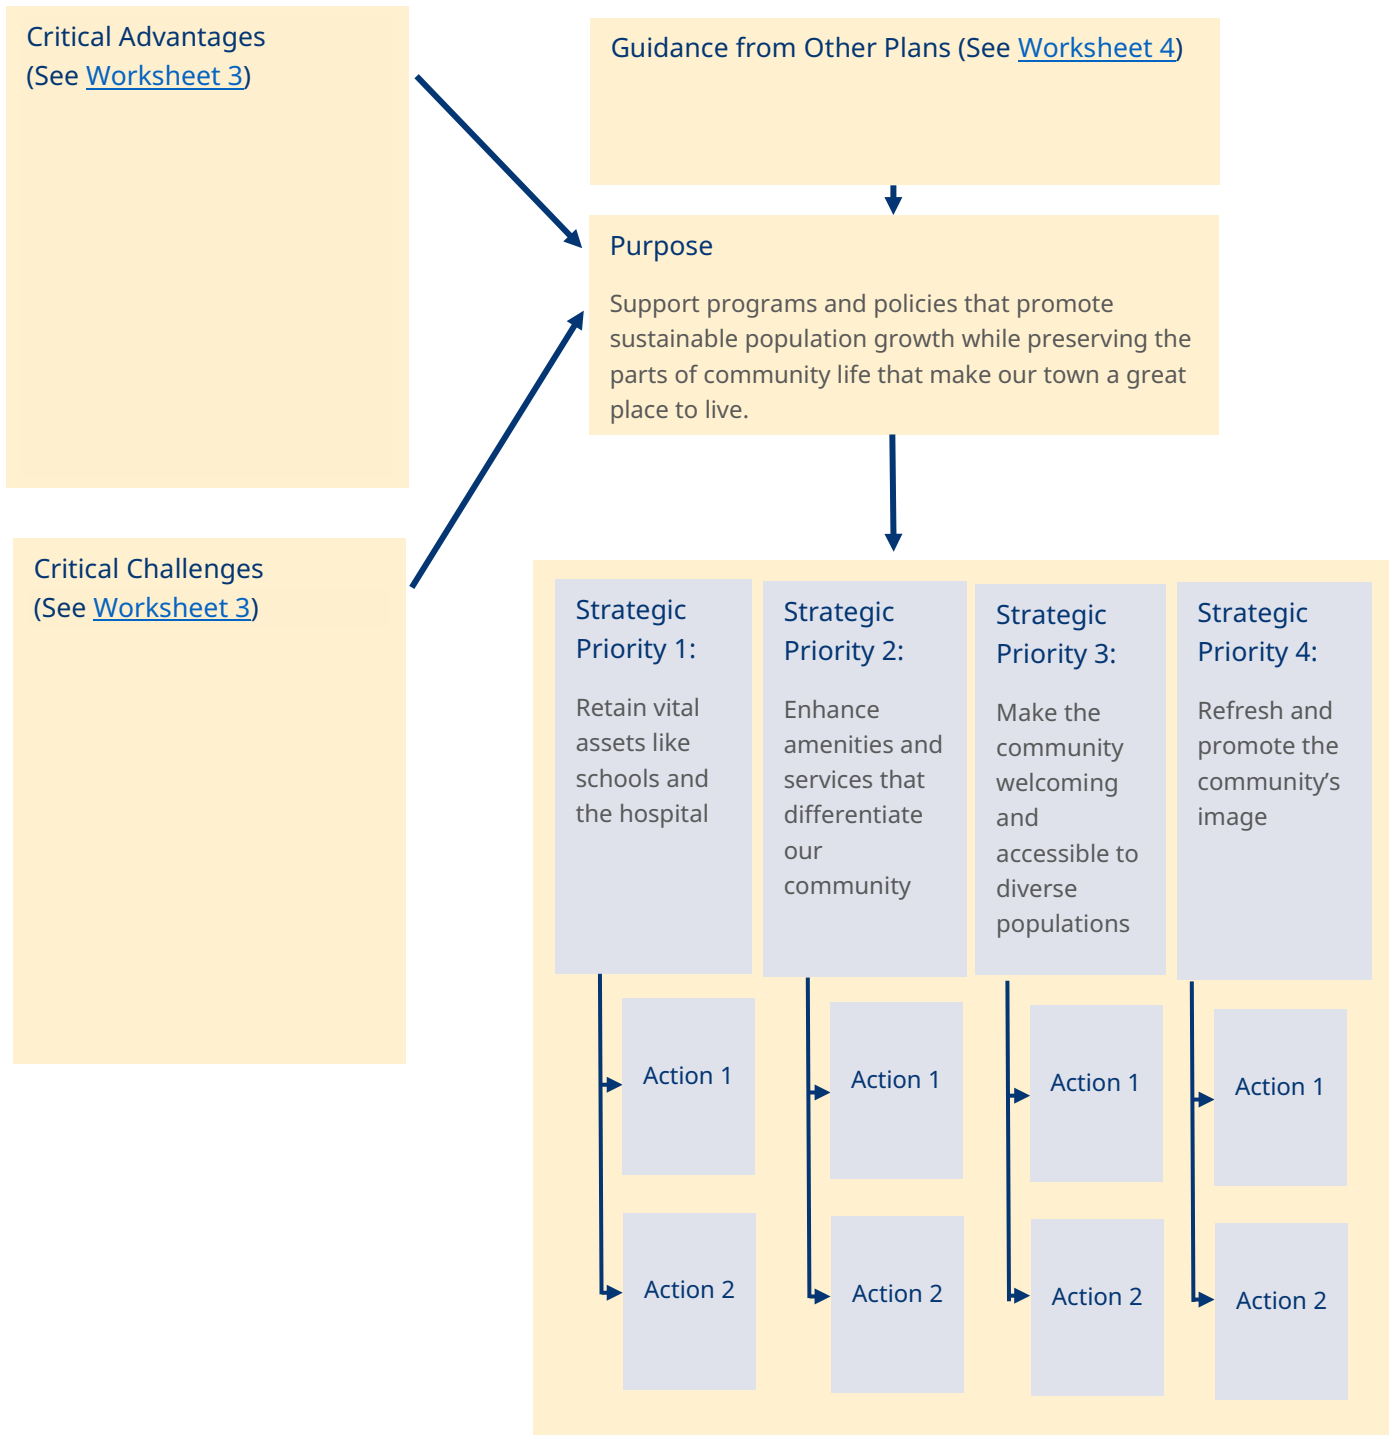 Critical Advantages
(See Worksheet 3)
Guidance from Other Plans (See Worksheet 4)
Purpose
Support programs and policies that promote
sustainable population growth while preserving the
parts of community life that make our town a great
place to live.
Critical Challenges
(See Worksheet 3)
Strategic
Priority 1:
Retain vital
assets like
schools and
the hospital
Strategic
Priority 2:
Enhance
amenities and
services that
differentiate
our
community
Strategic
Priority 3:
Make the
community
welcoming
and
accessible to
diverse
populations
Strategic
Priority 4:
Refresh and
promote the
community’s
image
Action 1
Action 1
Action 1
Action 1
Action 2
Action 2
Action 2
Action 2